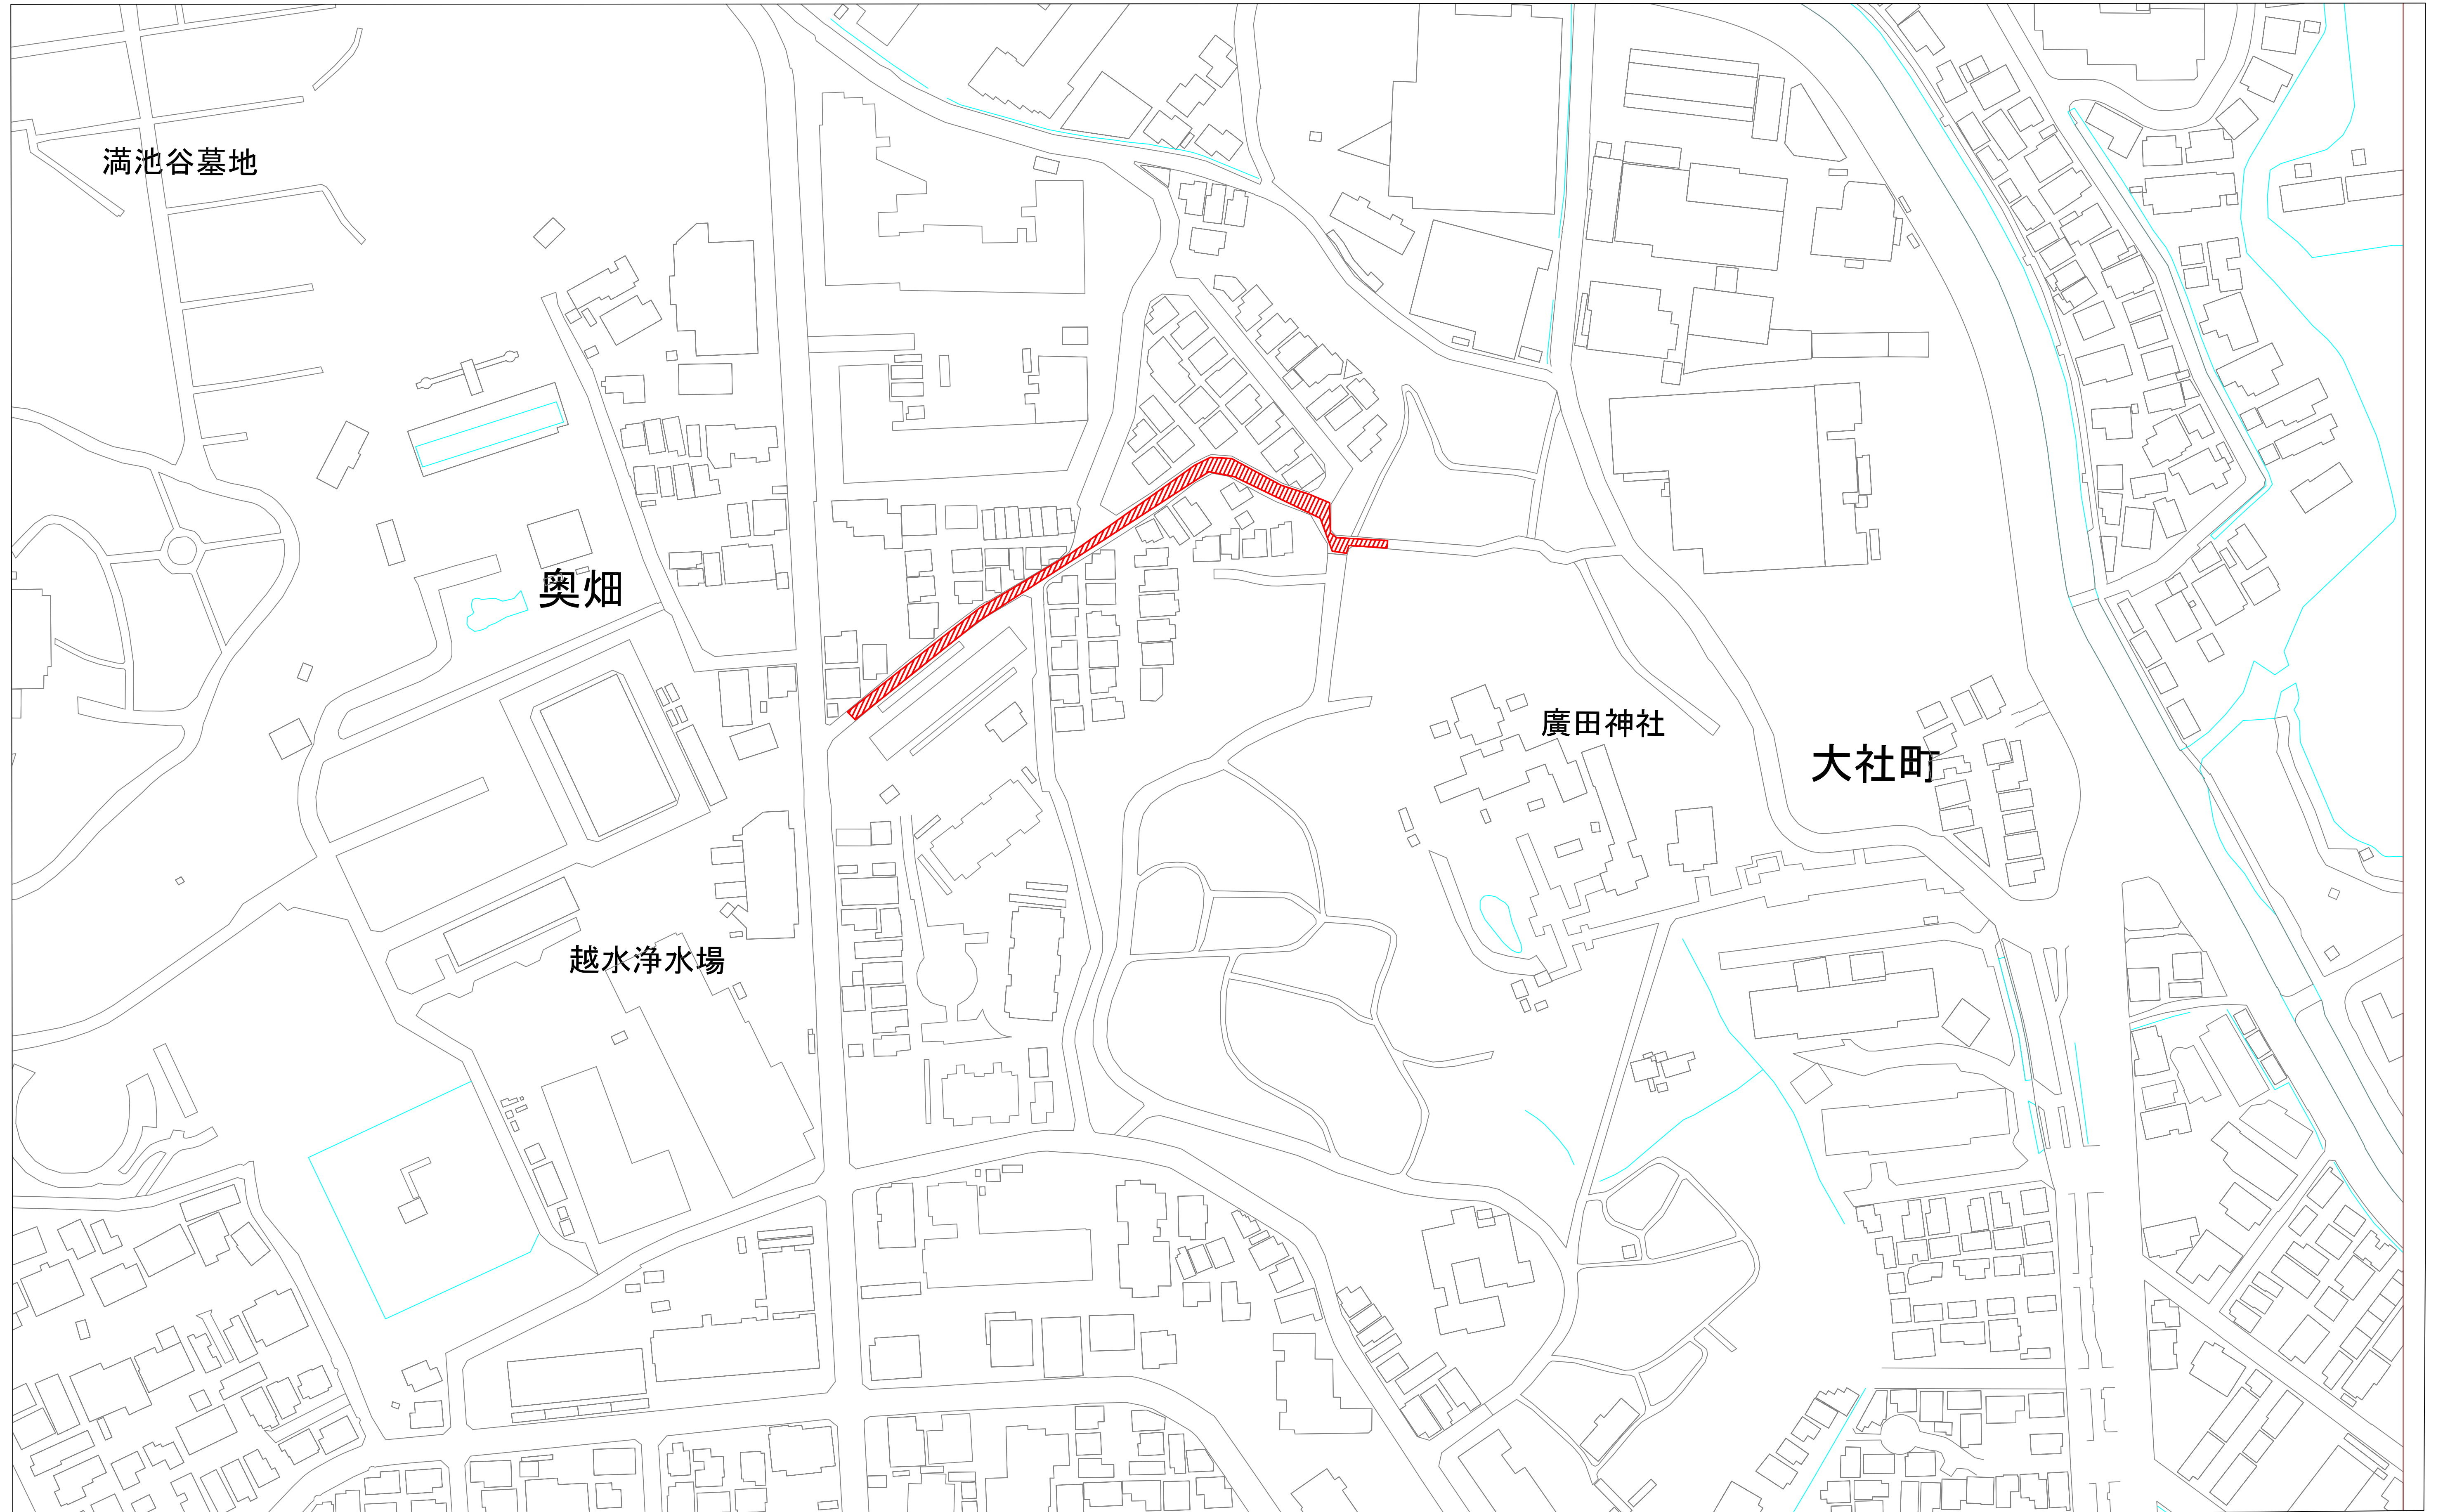 満池谷墓地
奥畑
廣田神社
大社町
越水浄水場